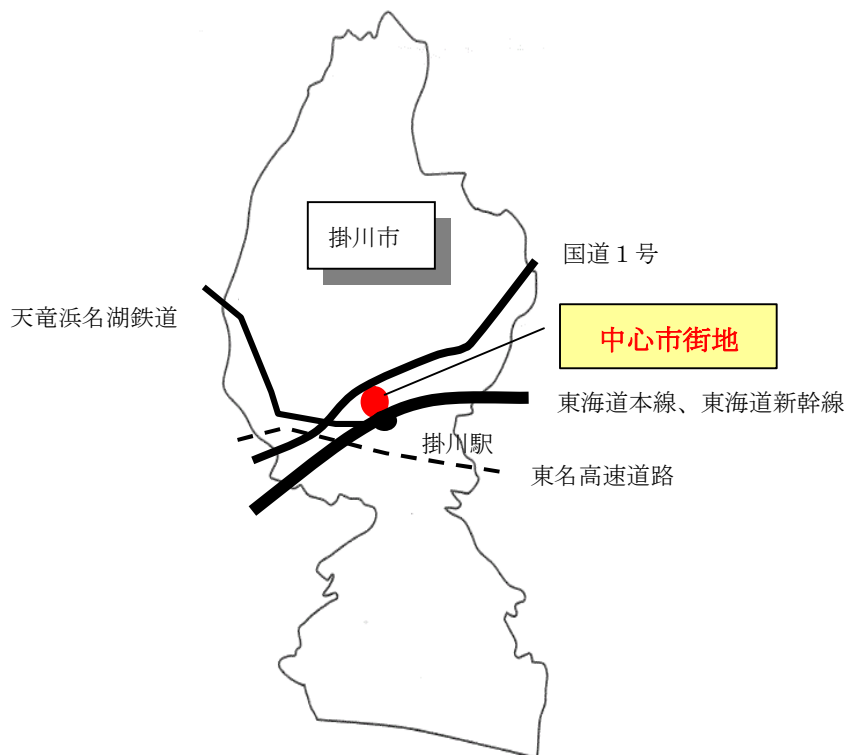 掛川市
国道１号
天竜浜名湖鉄道
中心市街地
東海道本線、東海道新幹線
掛川駅
東名高速道路